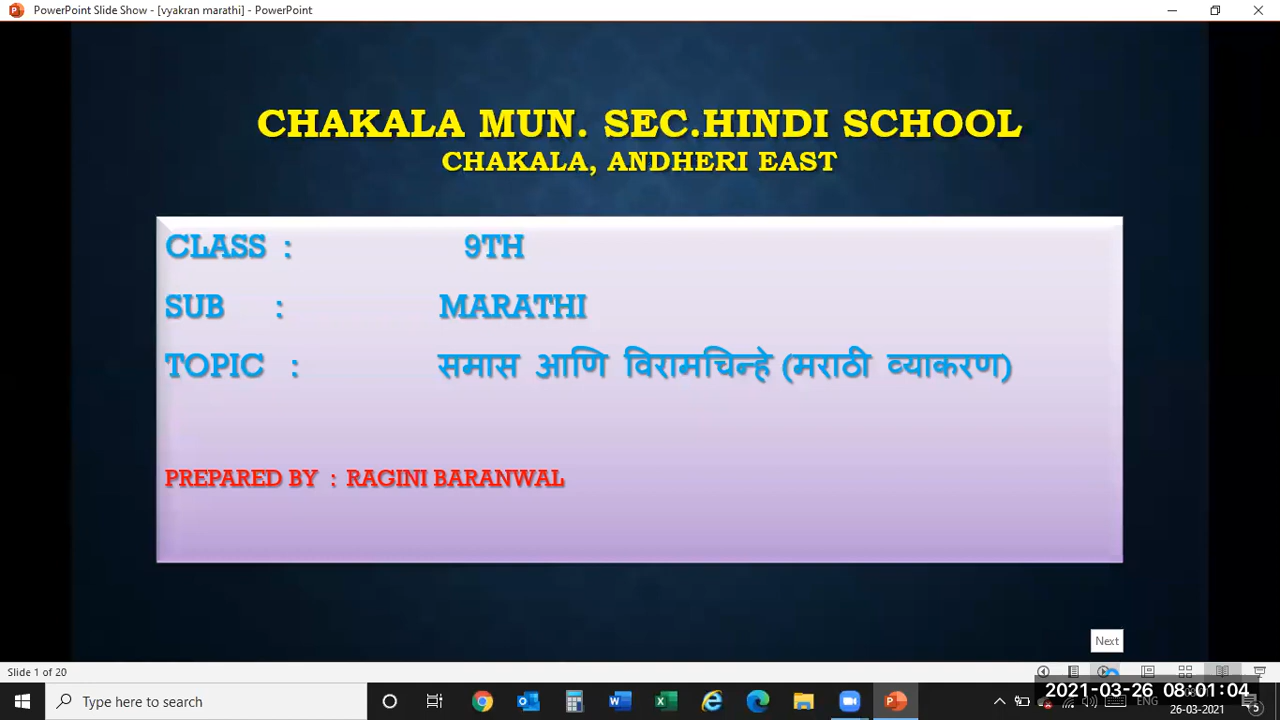 PowerPoint Slide Show - [vyakran marathi] - PowerPoint
CHAKALA MUN. SEC.HINDI SCHOOL
CHAKALA, ANDHERI EAST
CLASS : 9TH
SUB : MARATHI
TOPIC : समास आणि विरामचिन्हे (मराठी व्याकरण)
PREPARED BY : RAGINI BARANWAL
Next
Slide 1 of 20
2021-03-26 08:01:04
Type here to search
ENG
26-03-2021
5